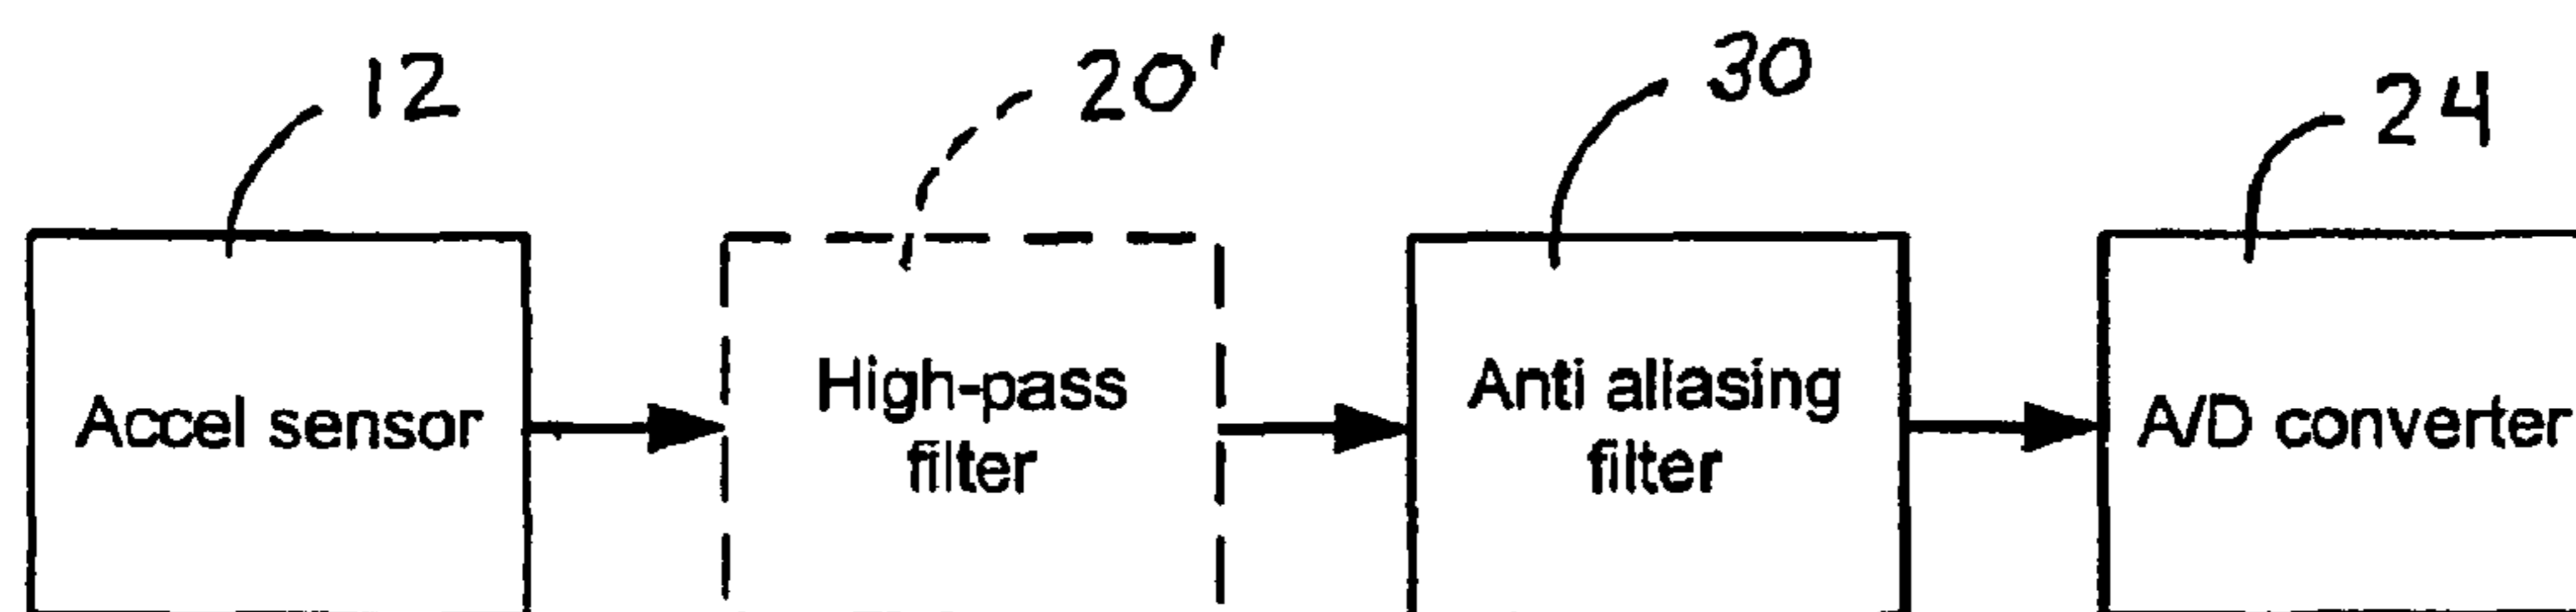 12
20'
30
24
Accel sensor
High-pass
filter
Anti aliasing
filter
A/D converter